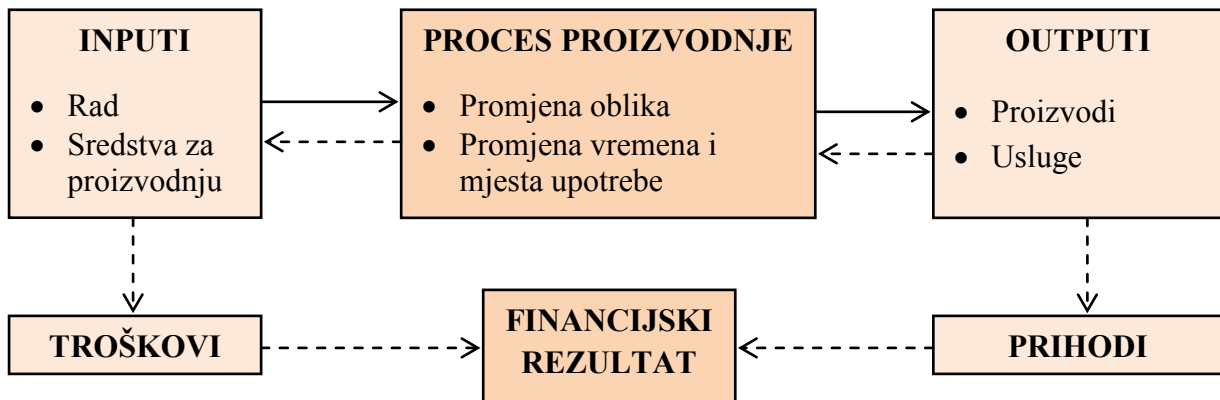 INPUTI
• Rad
• Sredstva za
proizvodnju
PROCES PROIZVODNJE
• Promjena oblika
• Promjena vremena i
mjesta upotrebe
OUTPUTI
• Proizvodi
• Usluge
TROŠKOVI
FINANCIJSKI
REZULTAT
PRIHODI